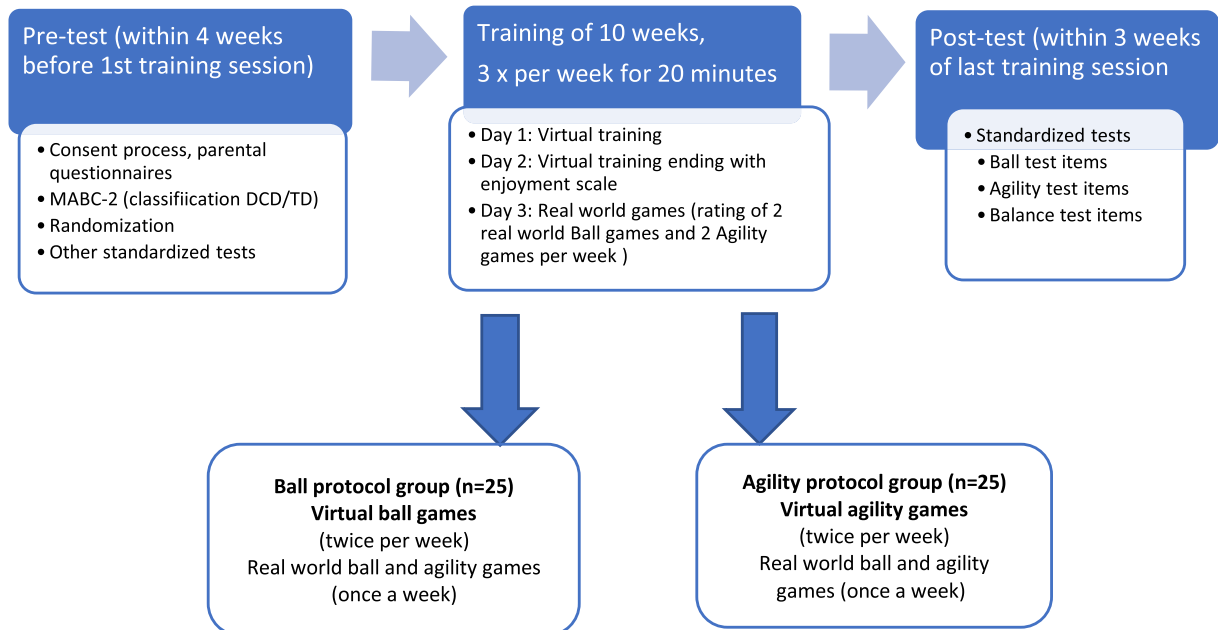 Pre-test (within 4 weeks
before 1st training session)
• Consent process, parental
questionnaires
• MABC-2 (classifiication DCD/TD)
• Randomization
• Other standardized tests
Training of 10 weeks,
3 x per week for 20 minutes
• Day 1: Virtual training
• Day 2: Virtual training ending with
enjoyment scale
• Day 3: Real world games (rating of 2
real world Ball games and 2 Agility
games per week )
Post-test (within 3 weeks
of last training session
• Standardized tests
• Ball test items
• Agility test items
• Balance test items
Ball protocol group (n=25)
Virtual ball games
(twice per week)
Real world ball and agility games
(once a week)
Agility protocol group (n=25)
Virtual agility games
(twice per week)
Real world ball and agility
games (once a week)